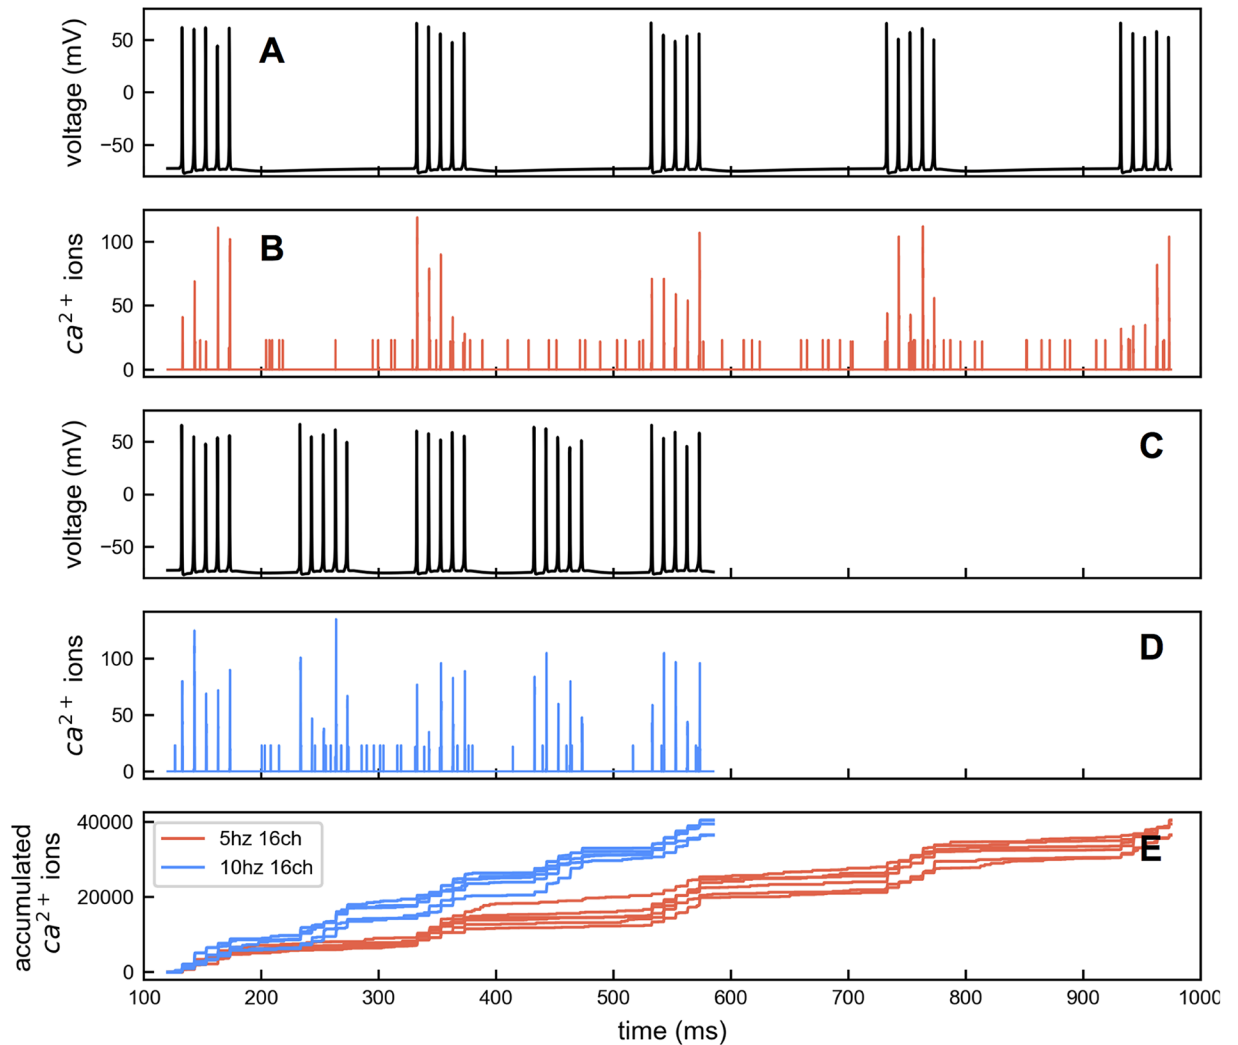 voltage (mV)
50
0
−50
A
ca²⁺ ions
100
50
0
B
voltage (mV)
50
0
−50
C
ca²⁺ ions
100
50
0
D
accumulated
ca²⁺ ions
40000
20000
0
5hz 16ch
10hz 16ch
E
100 200 300 400 500 600 700 800 900 1000
time (ms)